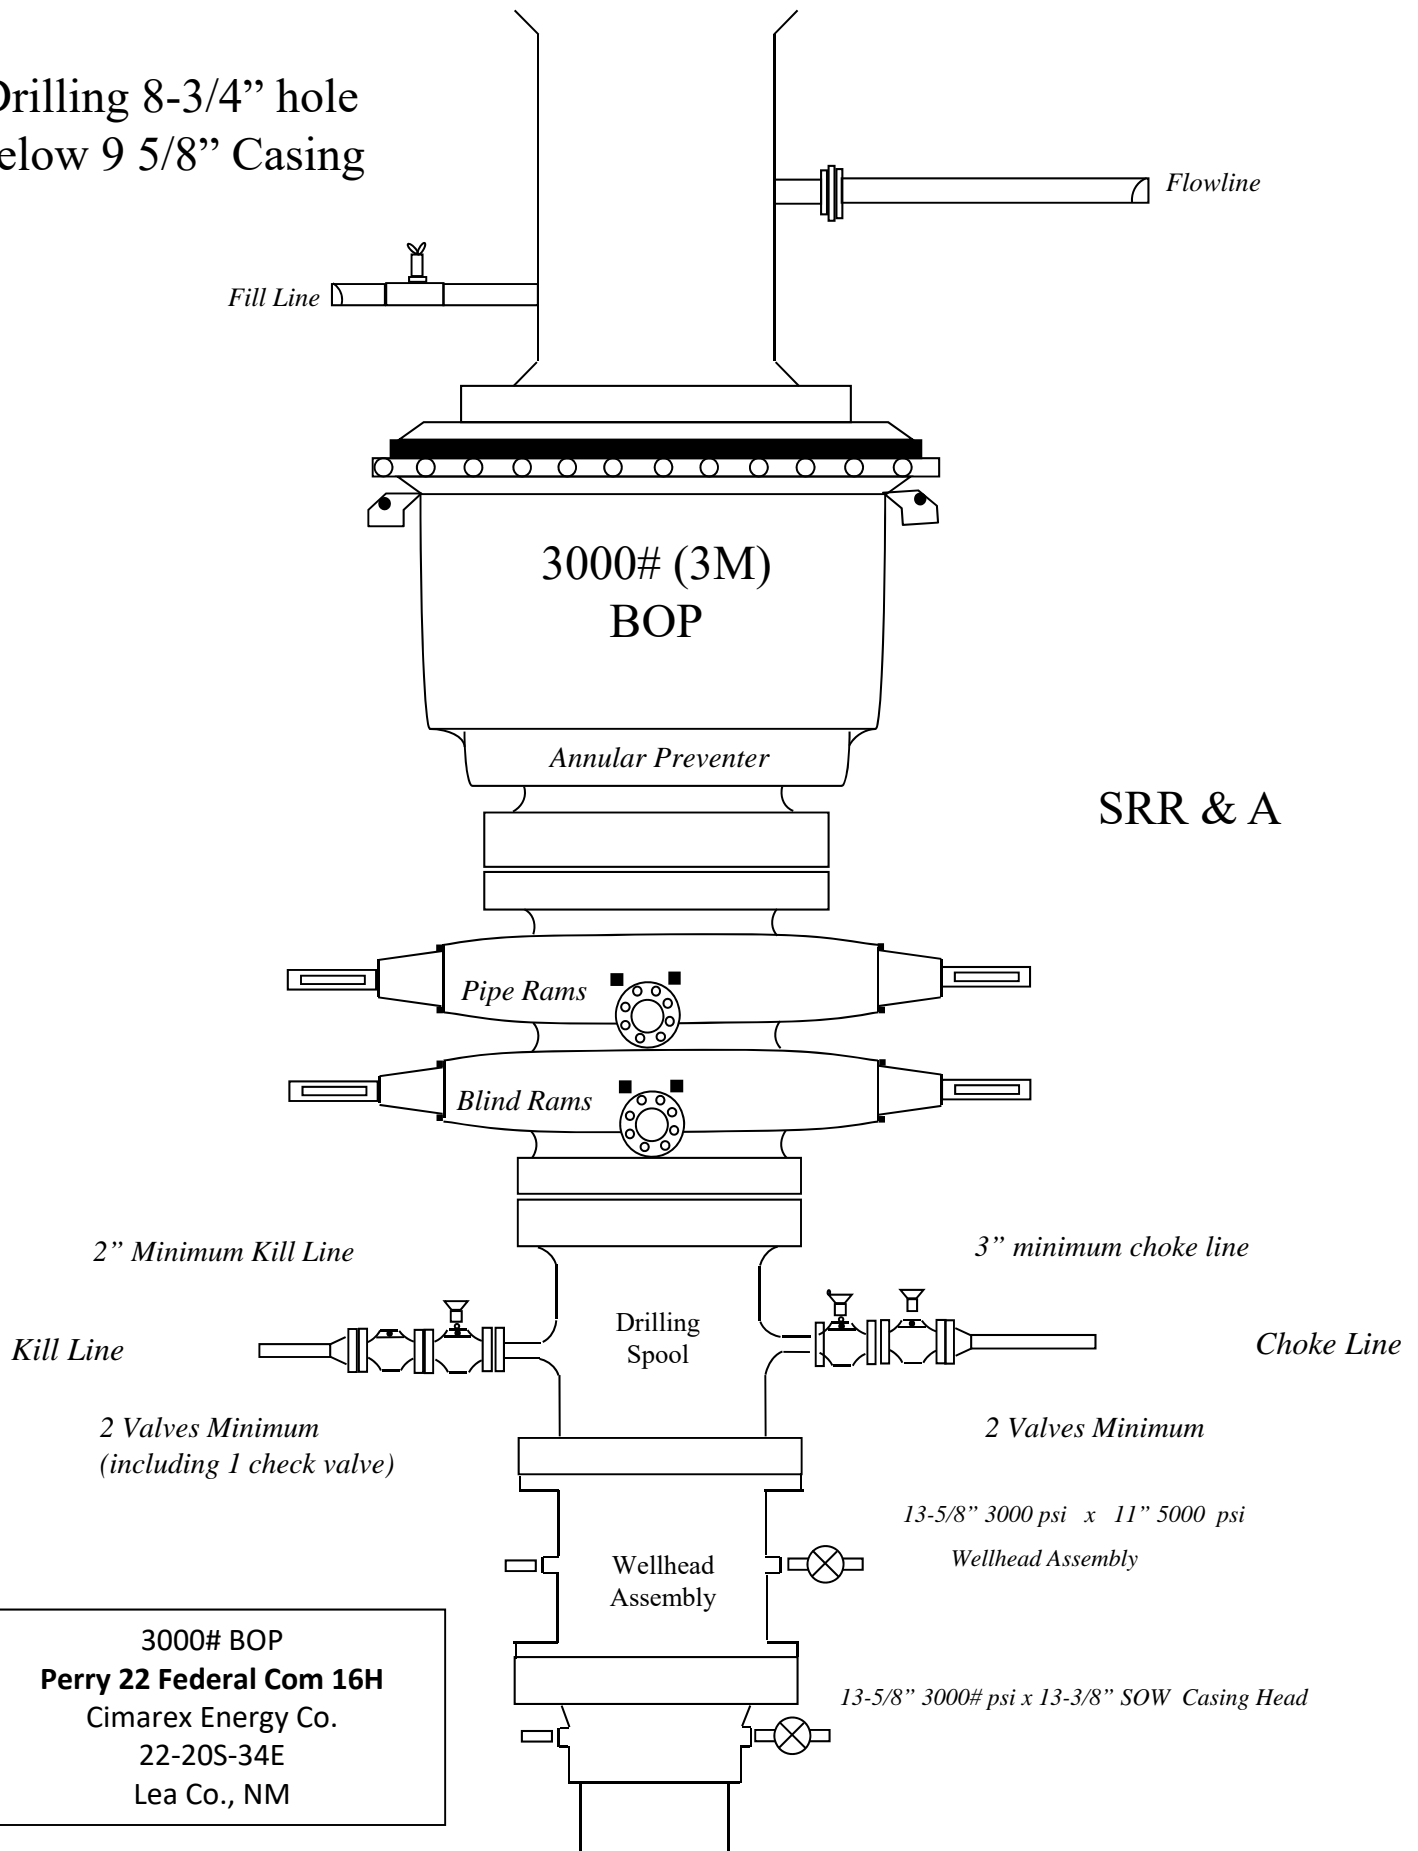 Drilling 8-3/4” hole
elow 9 5/8” Casing
Flowline
Fill Line
3000# (3M)
BOP
Annular Preventer
SRR & A
Pipe Rams
Blind Rams
2” Minimum Kill Line
3” minimum choke line
Drilling
Spool
Kill Line
Choke Line
2 Valves Minimum
(including 1 check valve)
2 Valves Minimum
13-5/8” 3000 psi x 11” 5000 psi
Wellhead Assembly
Wellhead
Assembly
3000# BOP
Perry 22 Federal Com 16H
Cimarex Energy Co.
22-20S-34E
Lea Co., NM
13-5/8” 3000# psi x 13-3/8” SOW Casing Head